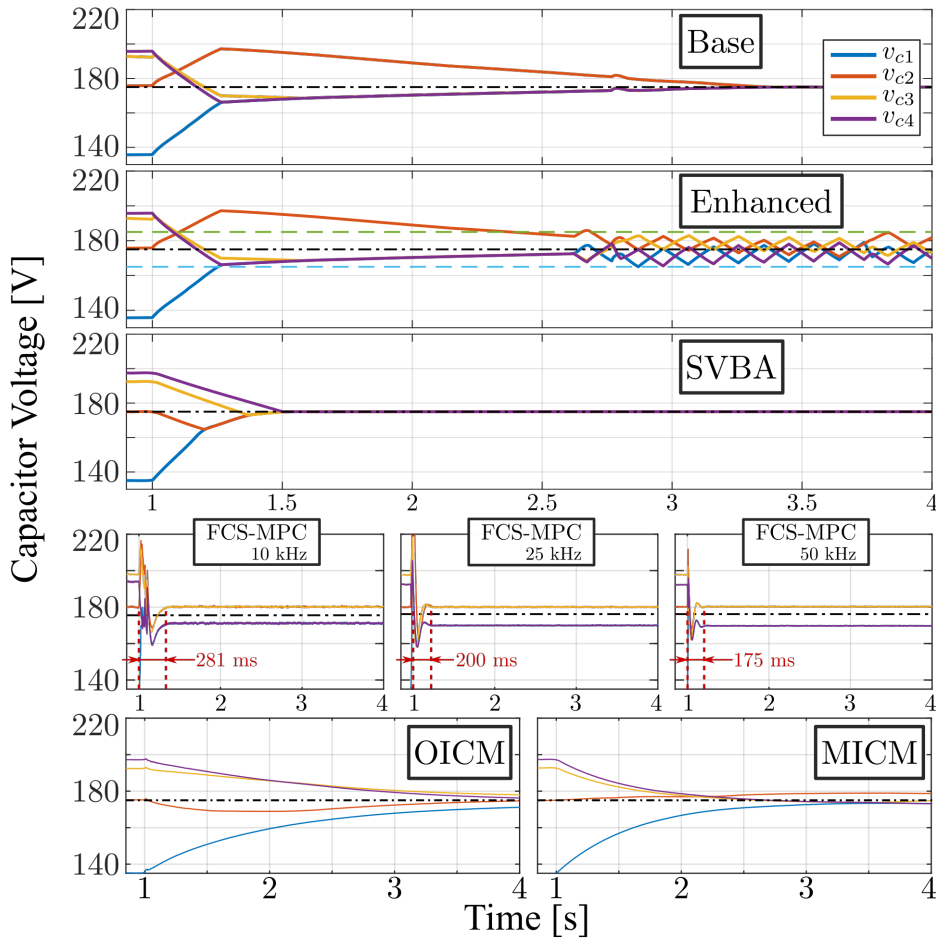 Capacitor Voltage [V]
220
180
140
Base
v_{c1}
v_{c2}
v_{c3}
v_{c4}
220
180
130
Enhanced
220
180
130
SVBA
1
1.5
2
2.5
3
3.5
4
220
180
140
FCS-MPC
10 kHz
281 ms
1
2
3
4
FCS-MPC
25 kHz
200 ms
1
2
3
4
FCS-MPC
50 kHz
175 ms
1
2
3
4
220
180
140
OICM
1
2
3
4
MICM
1
2
3
4
Time [s]